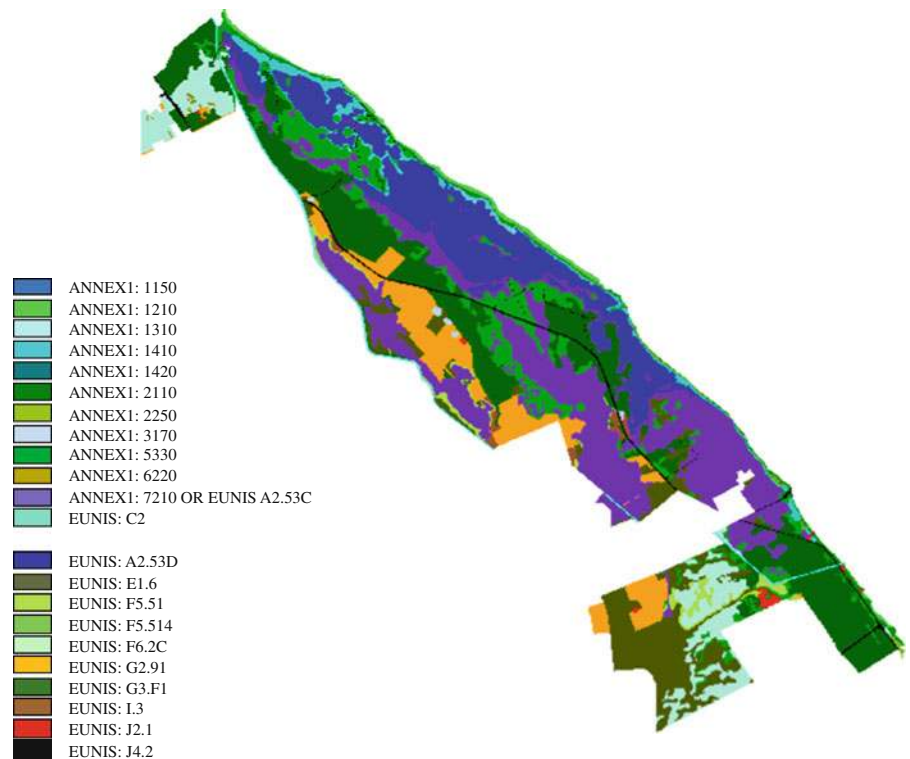 ANNEX1: 1150
ANNEX1: 1210
ANNEX1: 1310
ANNEX1: 1410
ANNEX1: 1420
ANNEX1: 2110
ANNEX1: 2250
ANNEX1: 3170
ANNEX1: 5330
ANNEX1: 6220
ANNEX1: 7210 OR EUNIS A2.53C
EUNIS: C2
EUNIS: A2.53D
EUNIS: E1.6
EUNIS: F5.51
EUNIS: F5.514
EUNIS: F6.2C
EUNIS: G2.91
EUNIS: G3.F1
EUNIS: I.3
EUNIS: J2.1
EUNIS: J4.2